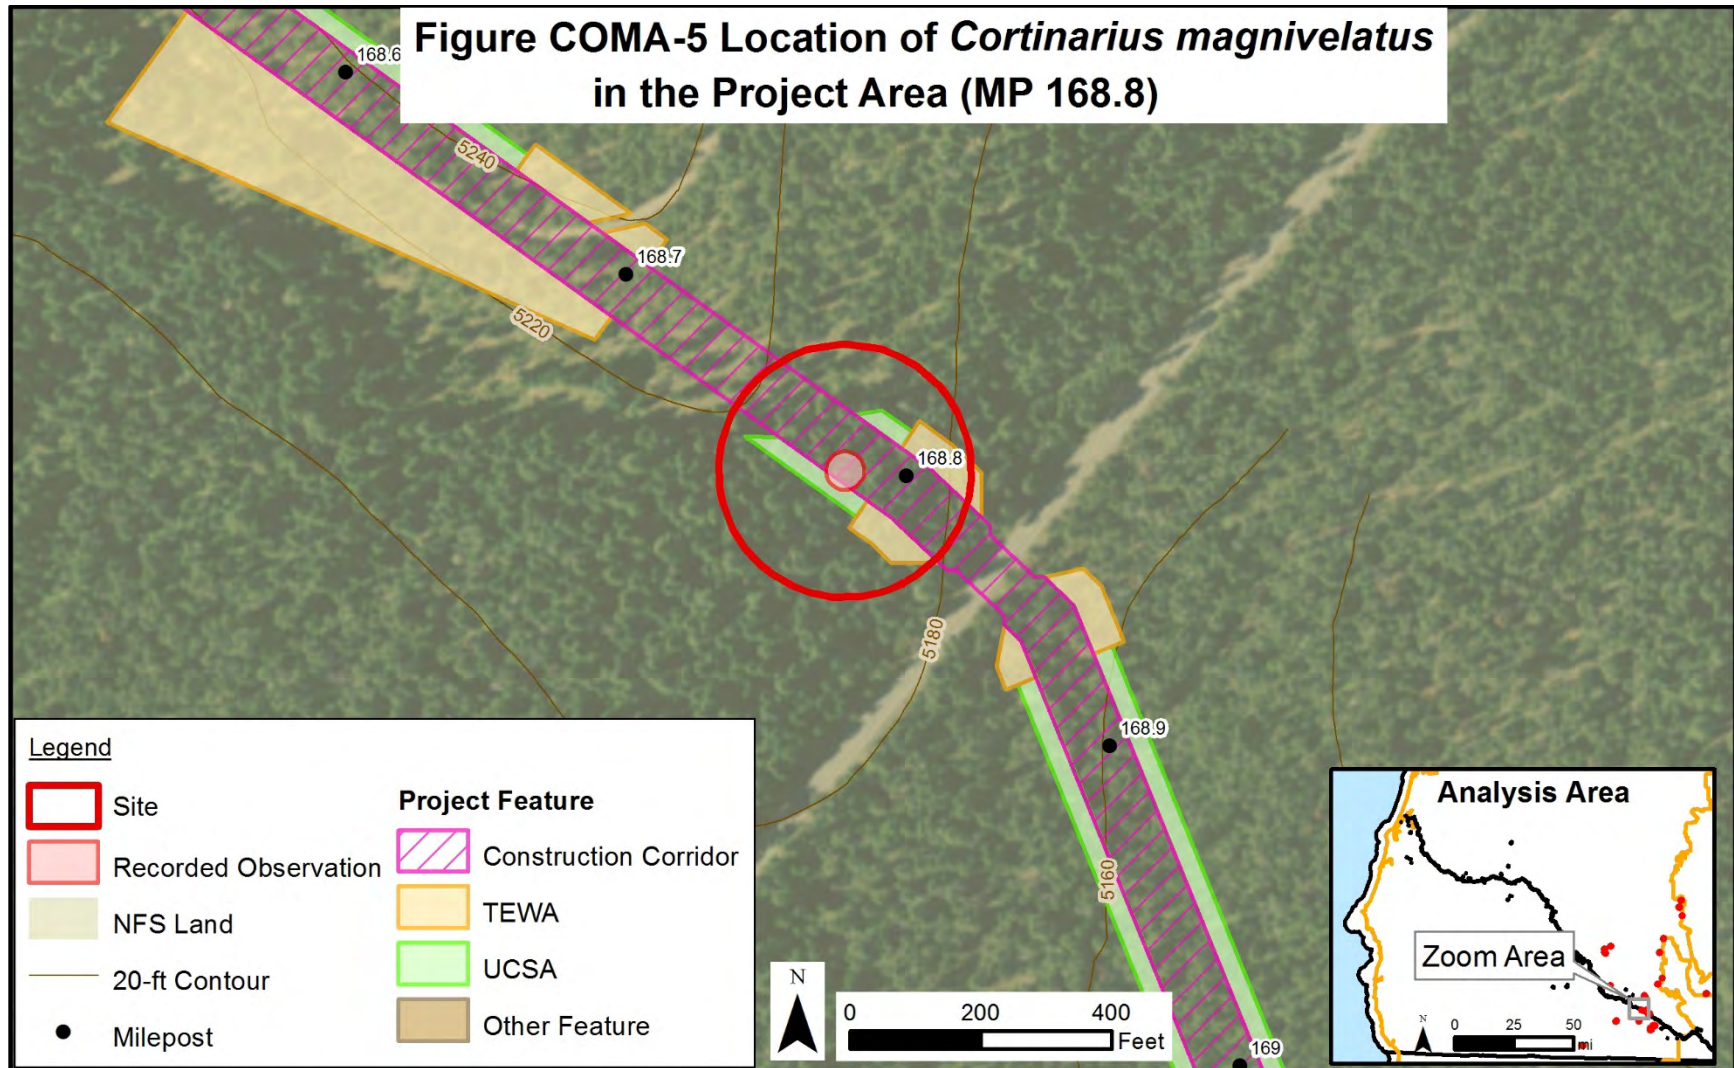 Figure COMA-5 Location of Cortinarius magnivelatus
in the Project Area (MP 168.8)
168.6
5240
168.7
5220
168.8
5180
168.9
5160
169
Legend
Site
Recorded Observation
NFS Land
20-ft Contour
Milepost
Project Feature
Construction Corridor
TEWA
UCSA
Other Feature
N
0 200 400
Feet
Analysis Area
Zoom Area
N
0 25 50
mi